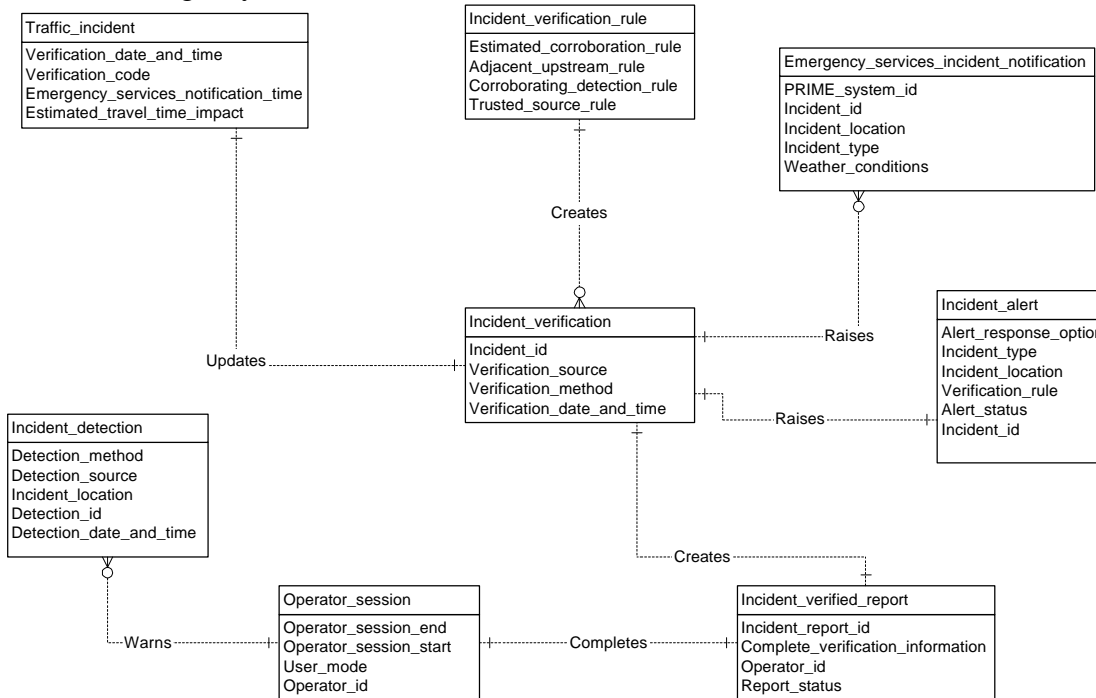 Traffic_incident
Verification_date_and_time
Verification_code
Emergency_services_notification_time
Estimated_travel_time_impact
Incident_verification_rule
Estimated_corroboration_rule
Adjacent_upstream_rule
Corroborating_detection_rule
Trusted_source_rule
Emergency_services_incident_notification
PRIME_system_id
Incident_id
Incident_location
Incident_type
Weather_conditions
Creates
Incident_verification
Incident_id
Verification_source
Verification_method
Verification_date_and_time
Raises
Incident_alert
Alert_response_option
Incident_type
Incident_location
Verification_rule
Alert_status
Incident_id
Updates
Raises
Incident_detection
Detection_method
Detection_source
Incident_location
Detection_id
Detection_date_and_time
Creates
Operator_session
Operator_session_end
Operator_session_start
User_mode
Operator_id
Warns
Completes
Incident_verified_report
Incident_report_id
Complete_verification_information
Operator_id
Report_status